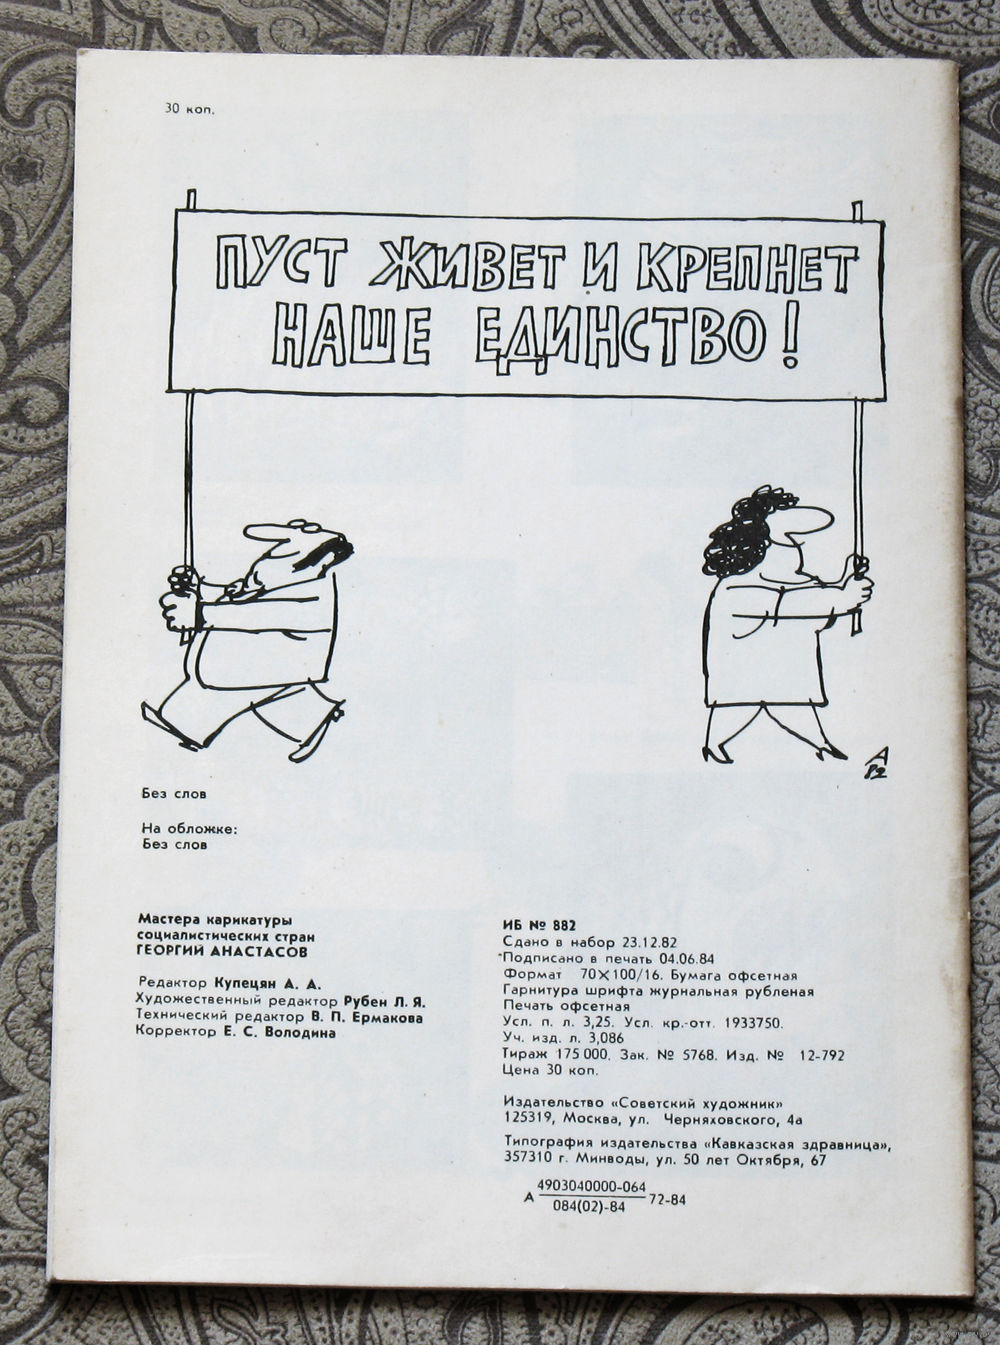 30 коп.
ПУСТ ЖИВЕТ И КРЕПНЕТ
НАШЕ ЕДИНСТВО!
А
82
Без слов
На обложке:
Без слов
Мастера карикатуры
социалистических стран
ГЕОРГИЙ АНАСТАСОВ
Редактор Купецян А. А.
Художественный редактор Рубен Л. Я.
Технический редактор В. П. Ермакова
Корректор Е. С. Володина
ИБ № 882
Сдано в набор 23.12.82
Подписано в печать 04.06.84
Формат 70×100/16. Бумага офсетная
Гарнитура шрифта журнальная рубленая
Печать офсетная
Усл. п. л. 3,25. Усл. кр.-отт. 1933750.
Уч. изд. л. 3,086
Тираж 175 000. Зак. № 5768. Изд. № 12-792
Цена 30 коп.
Издательство «Советский художник»
125319, Москва, ул. Черняховского, 4а
Типография издательства «Кавказская здравница»,
357310 г. Минводы, ул. 50 лет Октября, 67
А 4903040000-064 72-84
084(02)-84